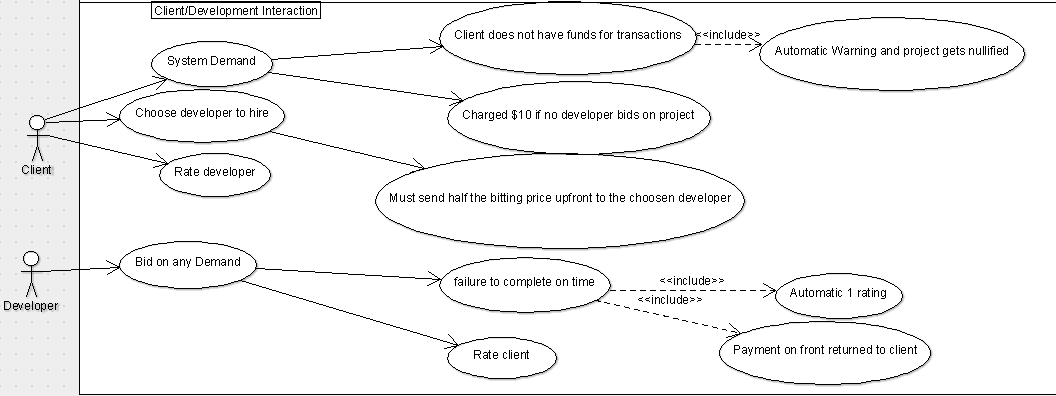 Client/Development Interaction
Client does not have funds for transactions
<<include>>
Automatic Warning and project gets nullified
System Demand
Choose developer to hire
Charged $10 if no developer bids on project
Client
Rate developer
Must send half the bitting price upfront to the choosen developer
Bid on any Demand
failure to complete on time
<<include>>
Automatic 1 rating
<<include>>
Developer
Rate client
Payment on front returned to client